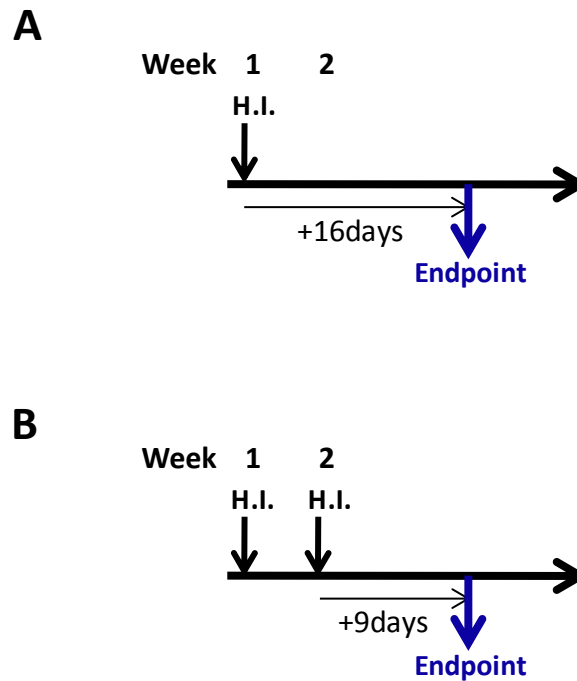 A
Week 1 2
H.I.
+16days
Endpoint
B
Week 1 2
H.I. H.I.
+9days
Endpoint